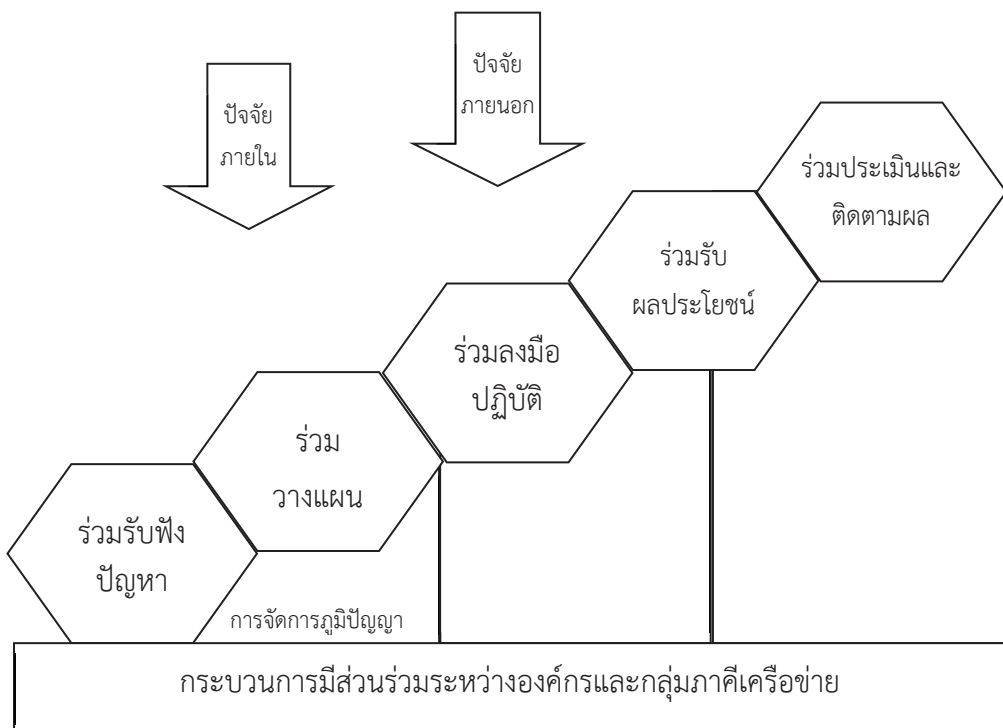 ปัจจัย
ภายใน
ปัจจัย
ภายนอก
ร่วมประเมินและ
ติดตามผล
ร่วมรับ
ผลประโยชน์
ร่วมลงมือ
ปฏิบัติ
ร่วม
วางแผน
ร่วมรับฟัง
ปัญหา
การจัดการภูมิปัญญา
กระบวนการมีส่วนร่วมระหว่างองค์กรและกลุ่มภาคีเครือข่าย